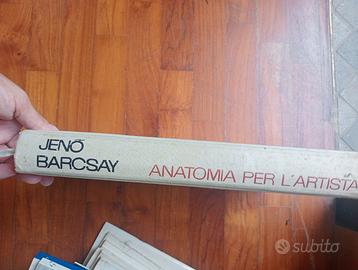 JENŐ
BARCSAY
ANATOMIA PER L'ARTISTA
subito